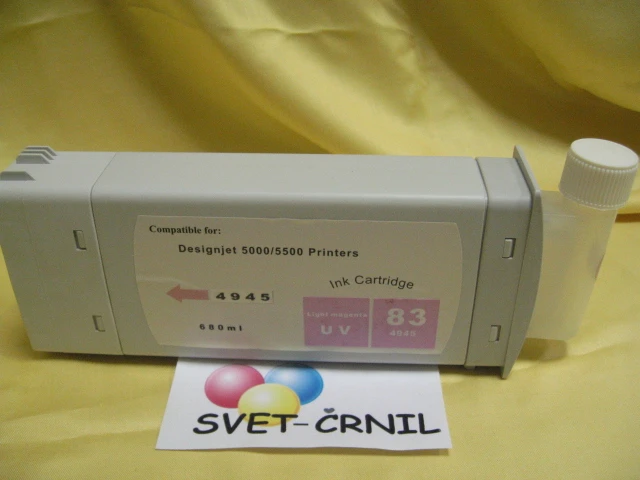 Compatible for:
Designjet 5000/5500 Printers
Ink Cartridge
4945
Light magenta
UV
83
4945
680ml
SVET-ČRNIL